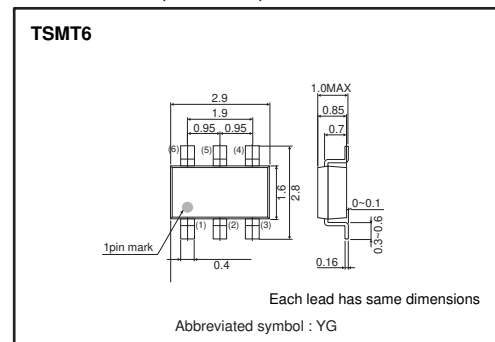 TSMT6
1.0MAX
2.9
0.85
1.9
0.7
0.95 0.95
(6) (5) (4)
1.6
2.8
0~0.1
0.3~0.6
1pin mark
(1) (2) (3)
0.4
0.16
Each lead has same dimensions
Abbreviated symbol : YG